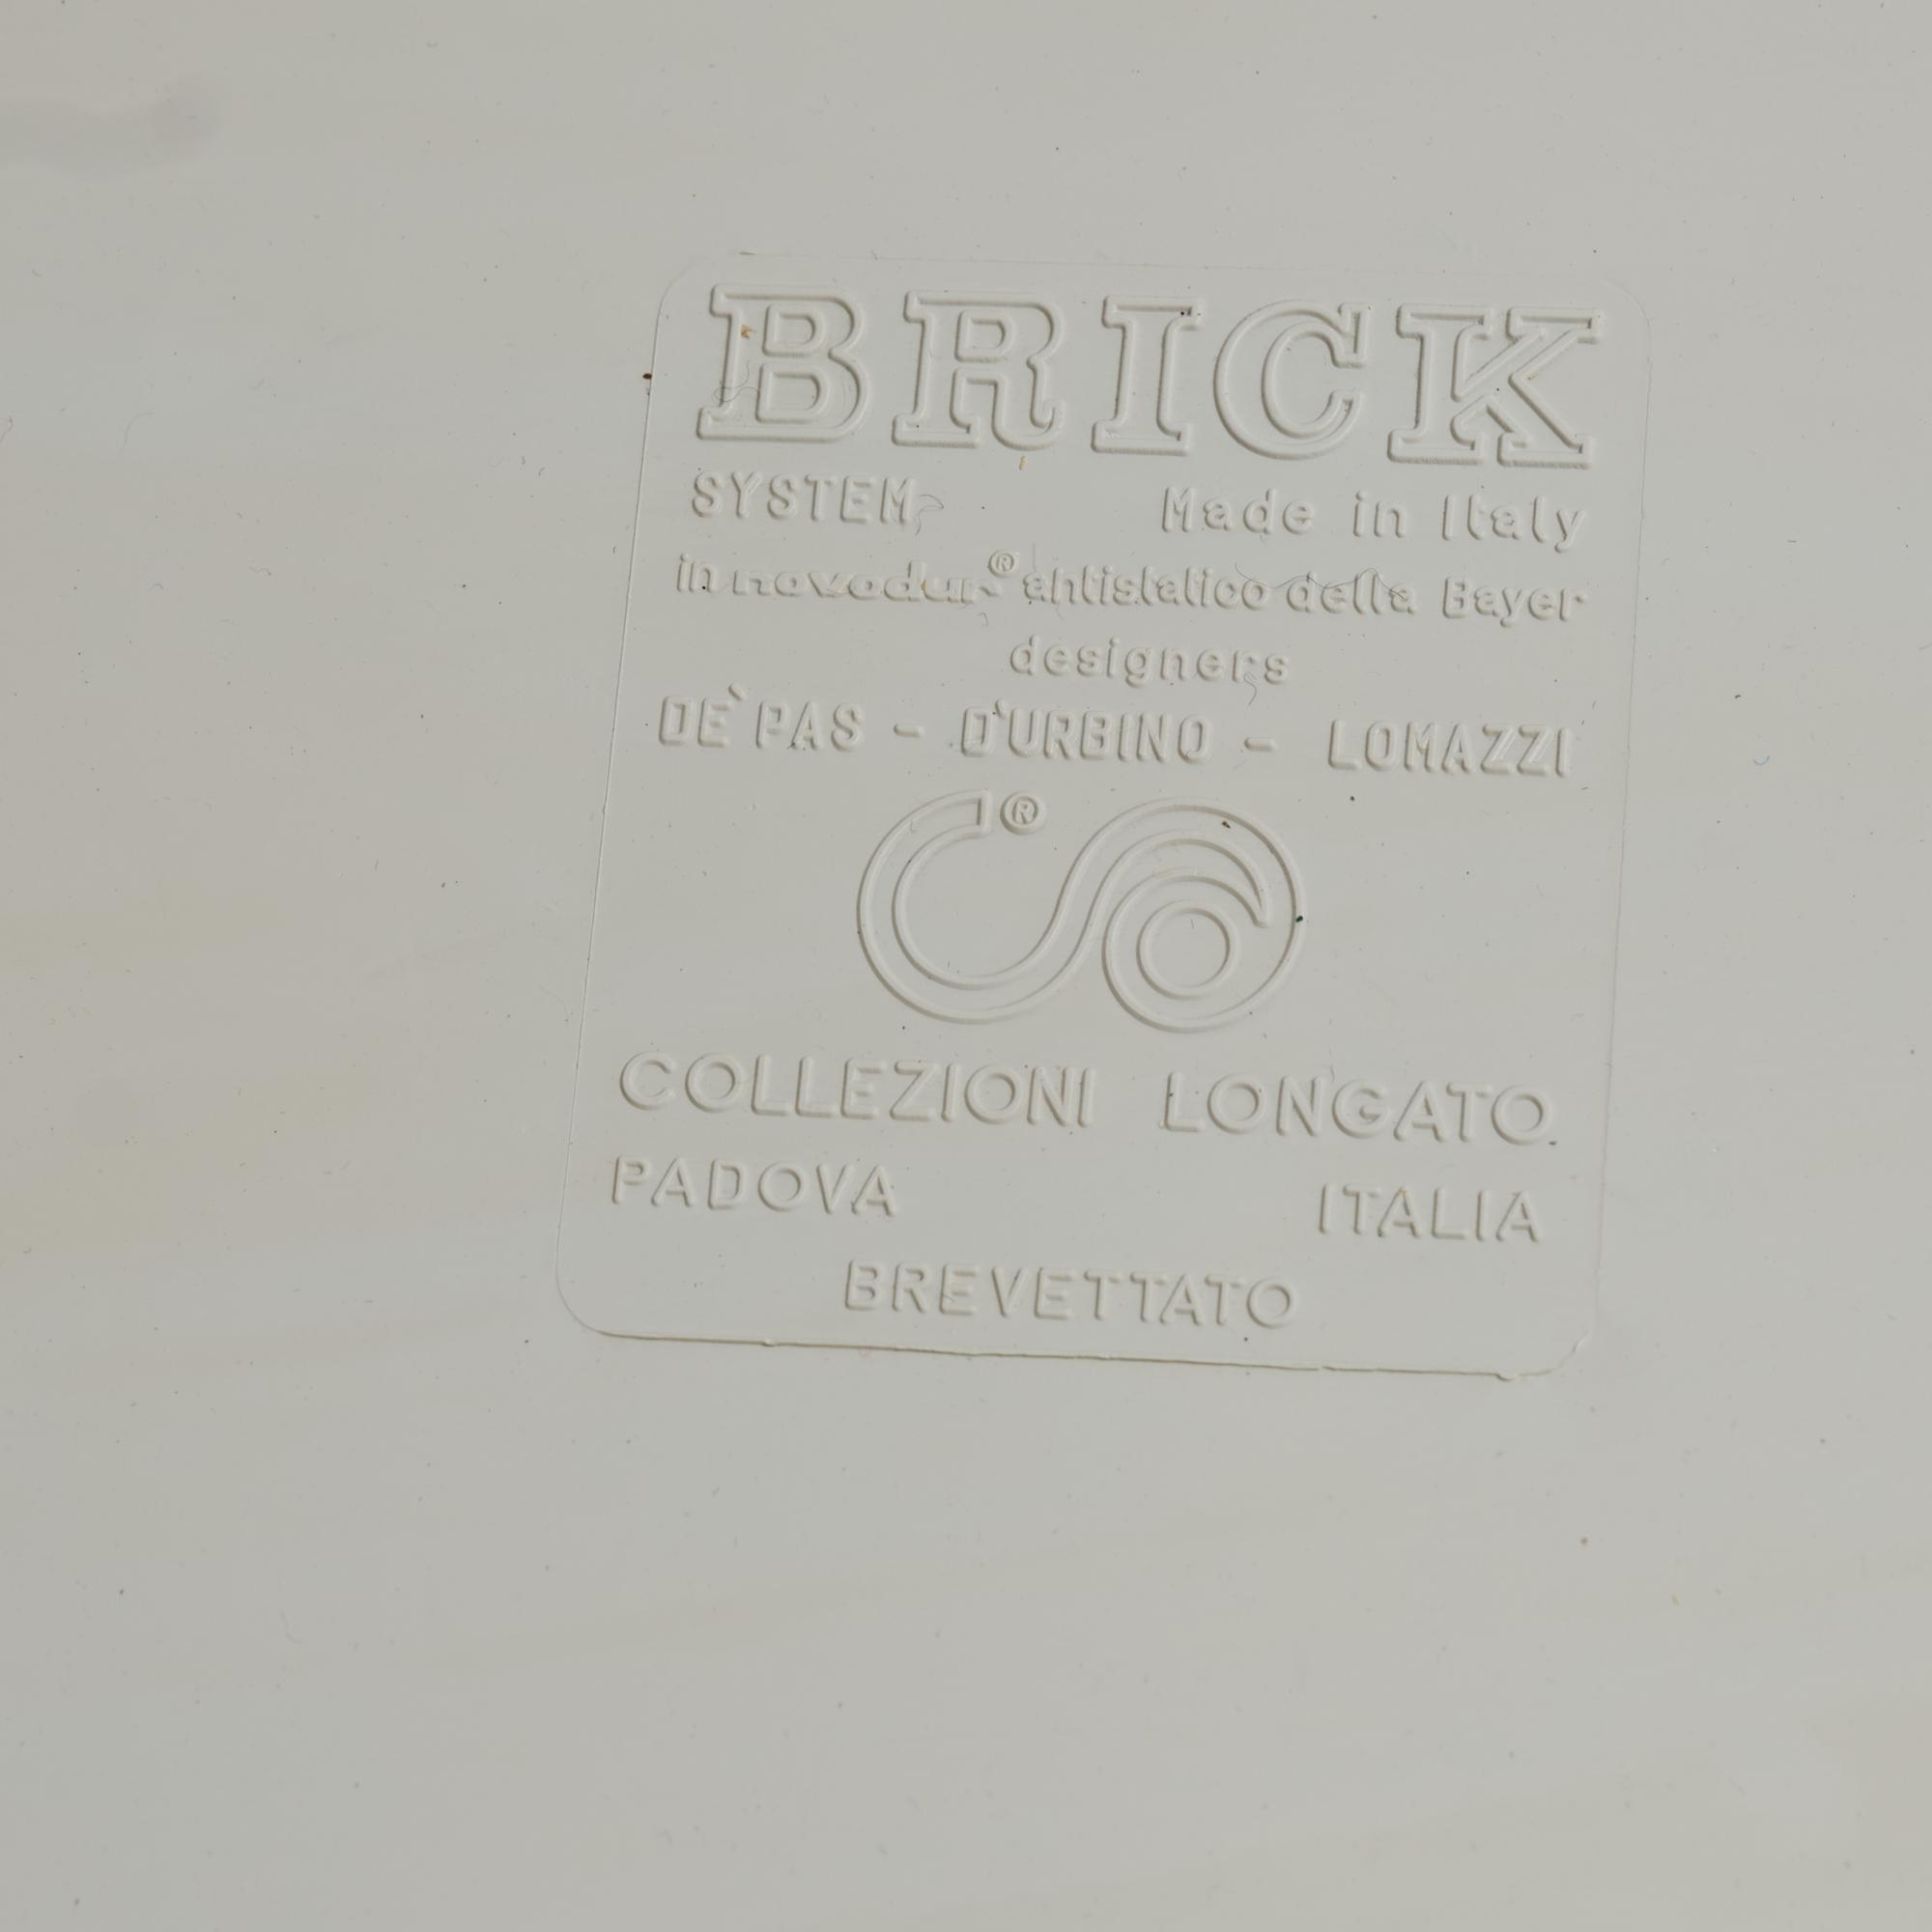 BRICK
SYSTEM Made in Italy
in novodur® antistatico della Bayer
designers
DE` PAS - D'URBINO - LOMAZZI
®
COLLEZIONI LONGATO
PADOVA ITALIA
BREVETTATO